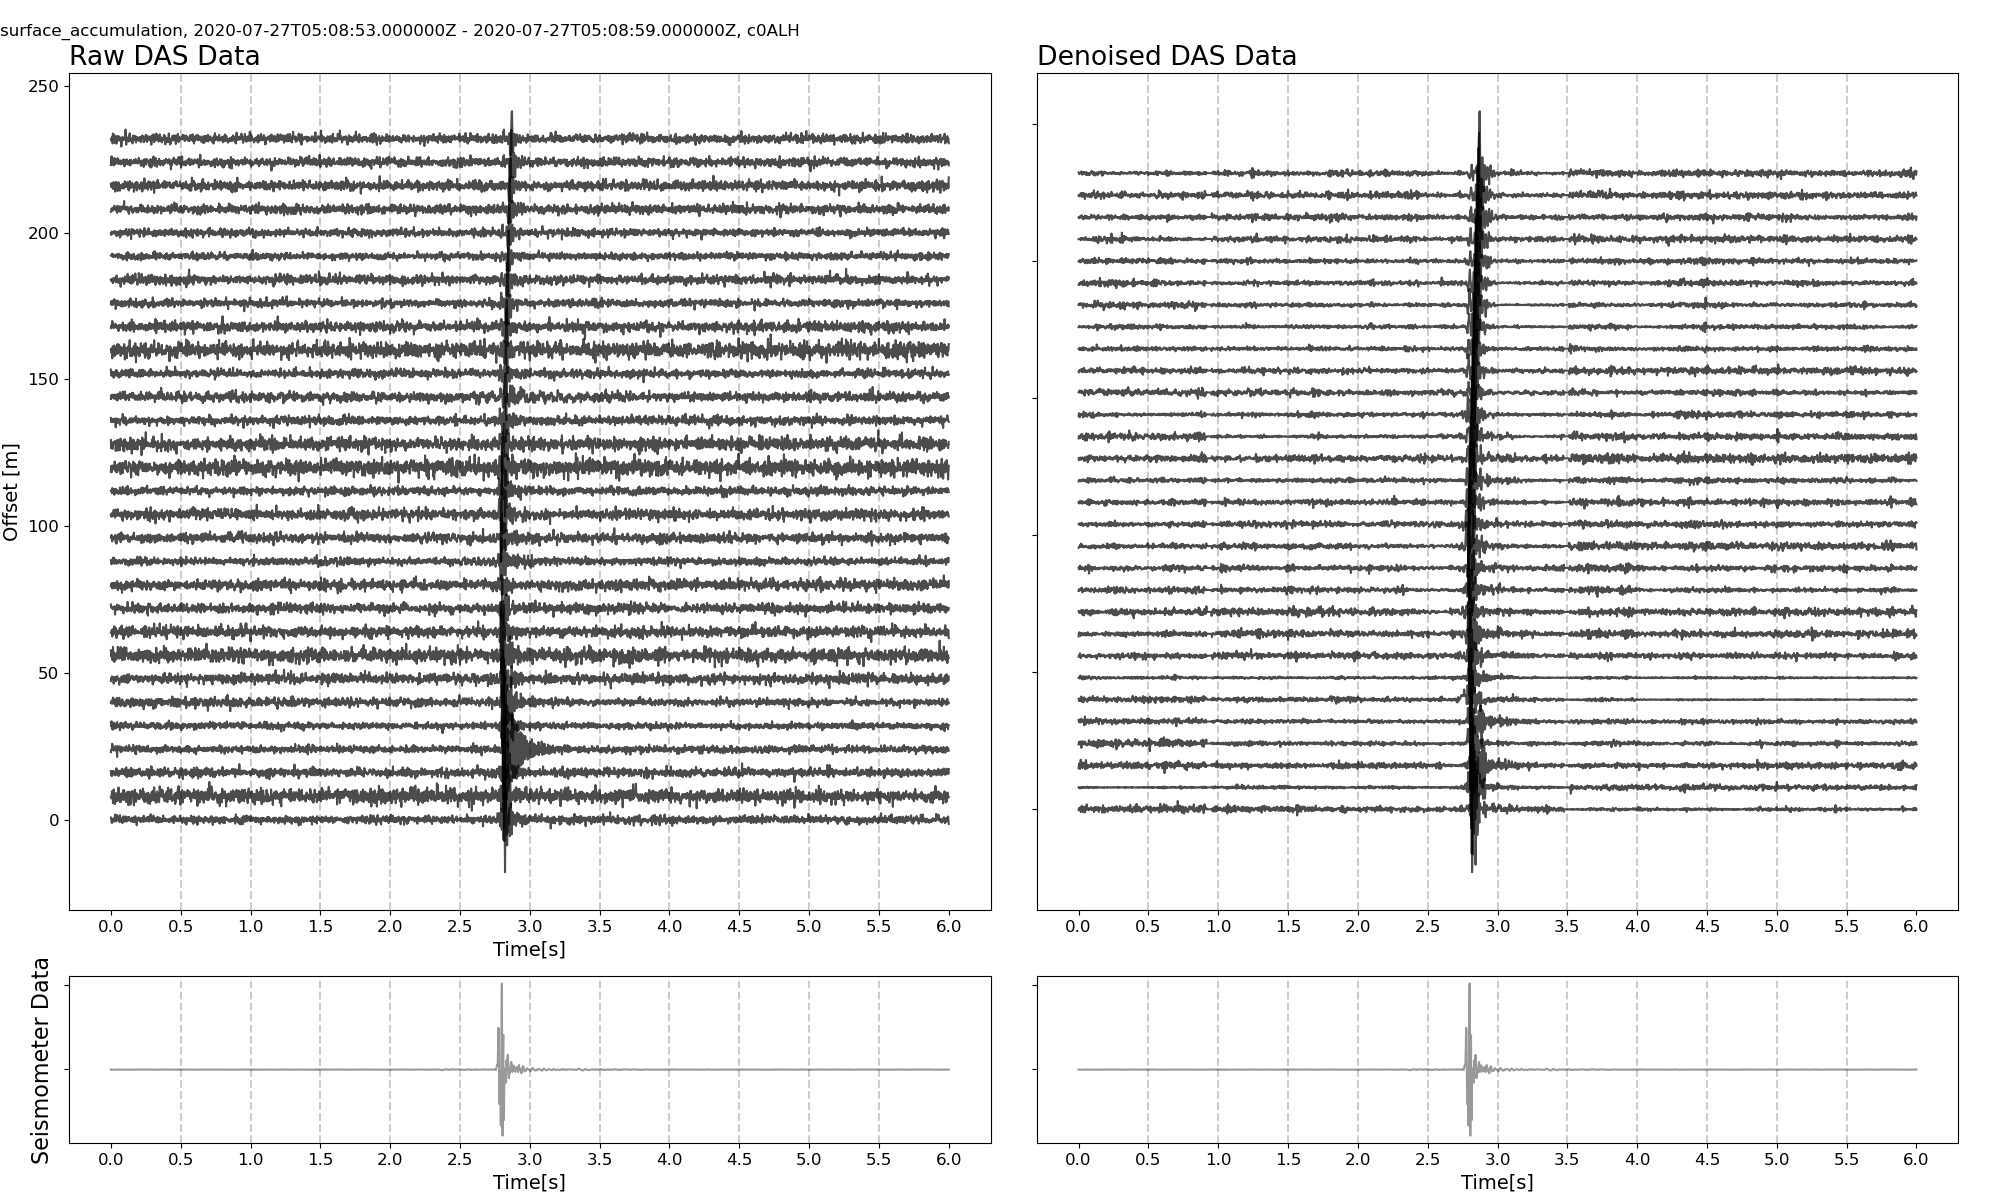 surface_accumulation, 2020-07-27T05:08:53.000000Z - 2020-07-27T05:08:59.000000Z, c0ALH
Raw DAS Data
Denoised DAS Data
250
200
150
100
50
0
Offset [m]
0.0 0.5 1.0 1.5 2.0 2.5 3.0 3.5 4.0 4.5 5.0 5.5 6.0
Time[s]
0.0 0.5 1.0 1.5 2.0 2.5 3.0 3.5 4.0 4.5 5.0 5.5 6.0
Seismometer Data
0.0 0.5 1.0 1.5 2.0 2.5 3.0 3.5 4.0 4.5 5.0 5.5 6.0
Time[s]
0.0 0.5 1.0 1.5 2.0 2.5 3.0 3.5 4.0 4.5 5.0 5.5 6.0
Time[s]